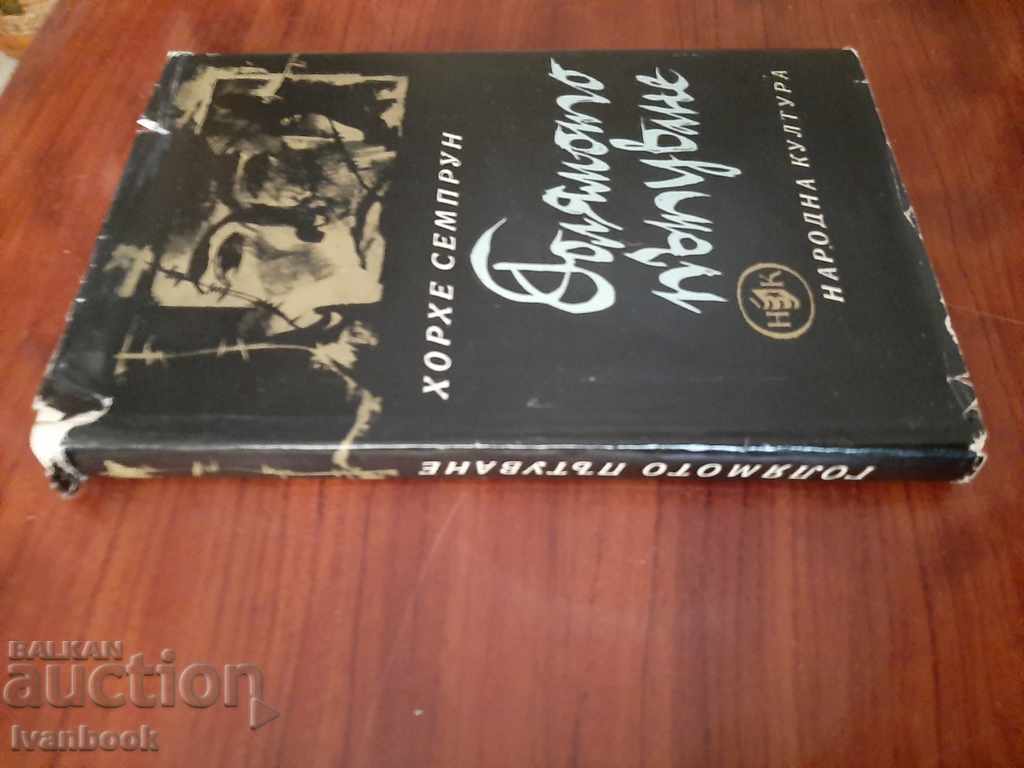 ХОРХЕ СЕМПРУН
Голямото
пътуване
НК
НАРОДНА КУЛТУРА
ГОЛЯМОТО ПЪТУВАНЕ
BALKAN
auction
Ivanbook